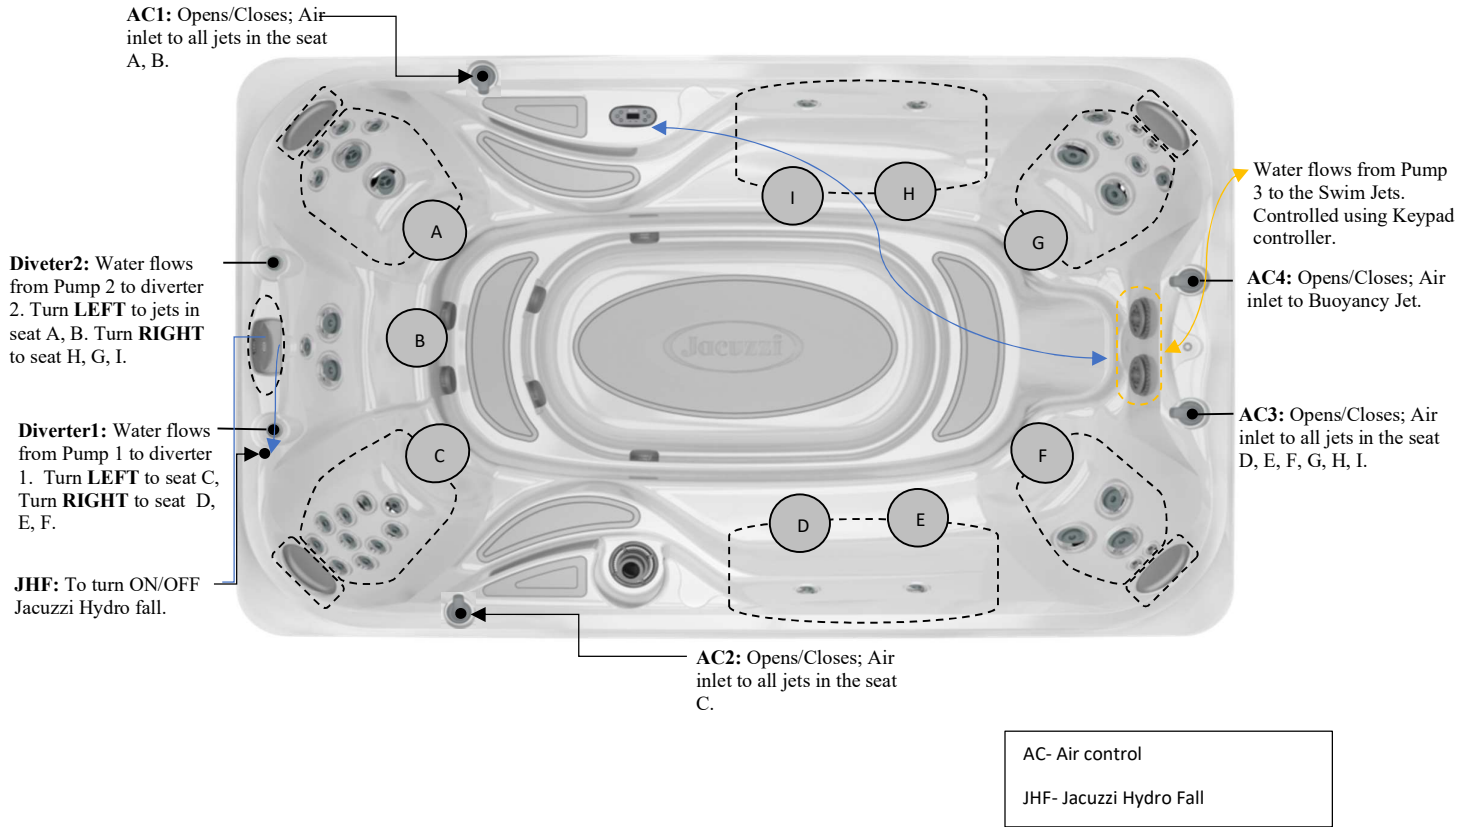 AC1: Opens/Closes; Air
inlet to all jets in the seat
A, B.
Diveter2: Water flows
from Pump 2 to diverter
2. Turn LEFT to jets in
seat A, B. Turn RIGHT
to seat H, G, I.
Diverter1: Water flows
from Pump 1 to diverter
1. Turn LEFT to seat C,
Turn RIGHT to seat D,
E, F.
JHF: To turn ON/OFF
Jacuzzi Hydro fall.
A
B
C
I
H
G
Jacuzzi
D
E
F
Water flows from Pump
3 to the Swim Jets.
Controlled using Keypad
controller.
AC4: Opens/Closes; Air
inlet to Buoyancy Jet.
AC3: Opens/Closes; Air
inlet to all jets in the seat
D, E, F, G, H, I.
AC2: Opens/Closes; Air
inlet to all jets in the seat
C.
AC- Air control
JHF- Jacuzzi Hydro Fall